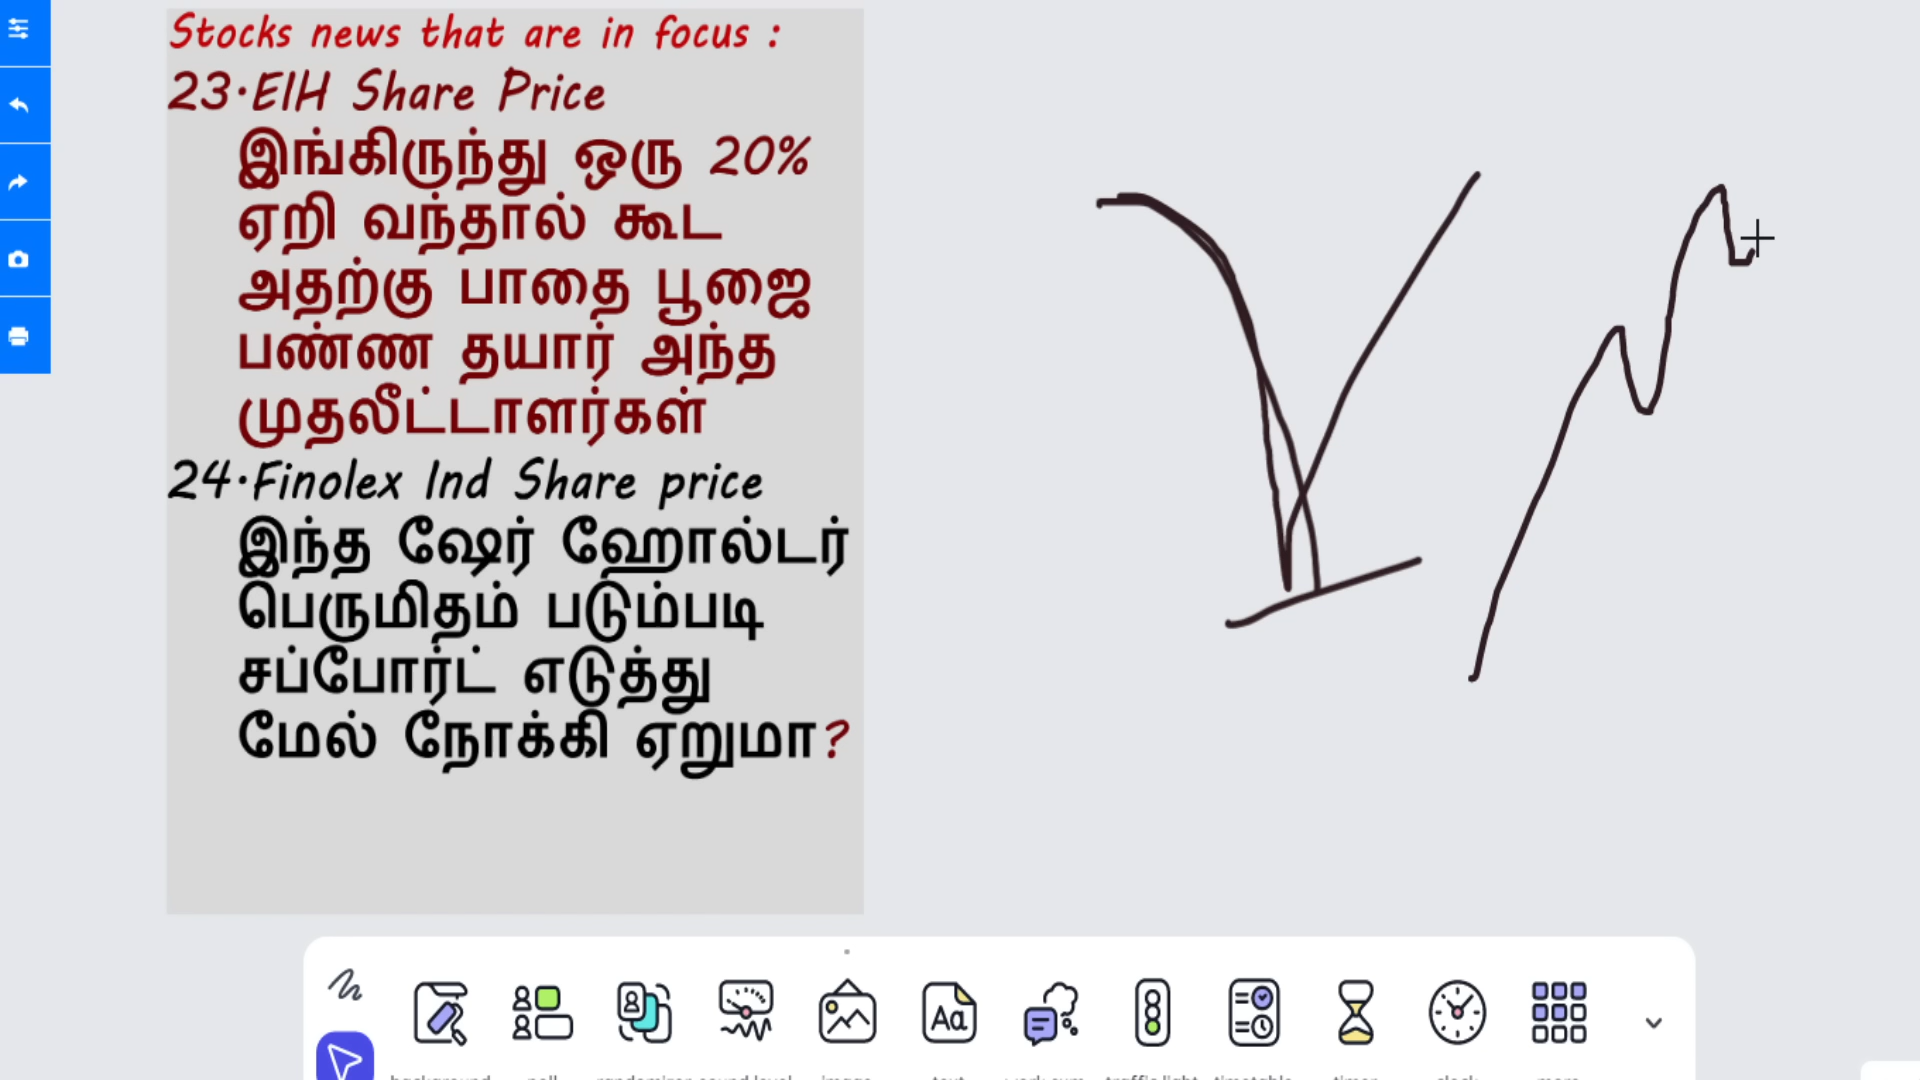 Stocks news that are in focus :
23.EIH Share Price
இங்கிருந்து ஒரு 20%
ஏறி வந்தால் கூட
அதற்கு பாதை பூஜை
பண்ண தயார் அந்த
முதலீட்டாளர்கள்
24.Finolex Ind Share price
இந்த ஷேர் ஹோல்டர்
பெருமிதம் படும்படி
சப்போர்ட் எடுத்து
மேல் நோக்கி ஏறுமா?
Aa